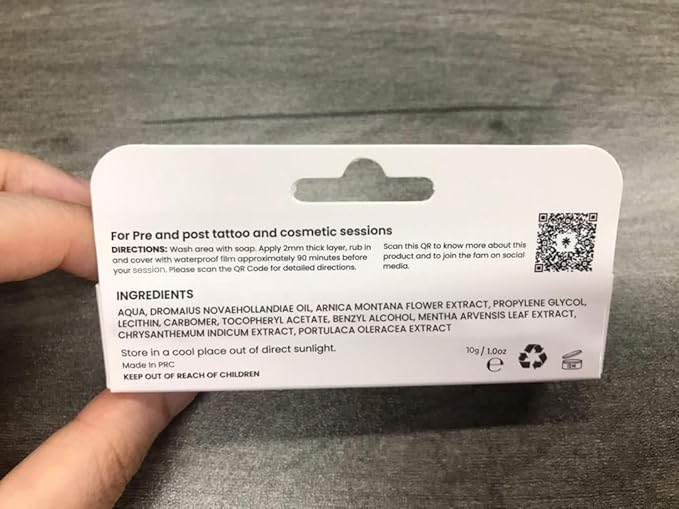 For Pre and post tattoo and cosmetic sessions
DIRECTIONS: Wash area with soap. Apply 2mm thick layer, rub in
and cover with waterproof film approximately 90 minutes before
your session. Please scan the QR Code for detailed directions.
Scan this QR to know more about this
product and to join the fam on social
media.
INGREDIENTS
AQUA, DROMAIUS NOVAEHOLLANDIAE OIL, ARNICA MONTANA FLOWER EXTRACT, PROPYLENE GLYCOL,
LECITHIN, CARBOMER, TOCOPHERYL ACETATE, BENZYL ALCOHOL, MENTHA ARVENSIS LEAF EXTRACT,
CHRYSANTHEMUM INDICUM EXTRACT, PORTULACA OLERACEA EXTRACT
Store in a cool place out of direct sunlight.
Made In PRC
KEEP OUT OF REACH OF CHILDREN
10g / 1.0oz
℮
12M